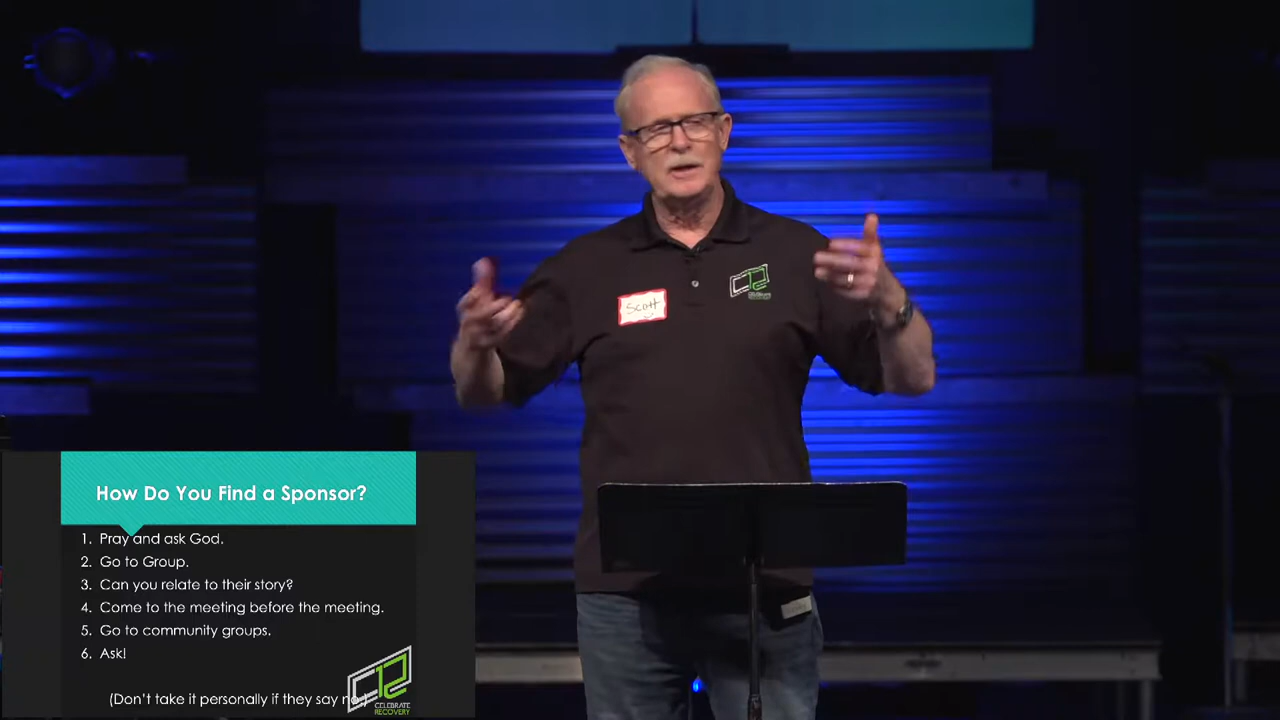 Scott
CELEBRATE
How Do You Find a Sponsor?
1. Pray and ask God.
2. Go to Group.
3. Can you relate to their story?
4. Come to the meeting before the meeting.
5. Go to community groups.
6. Ask!
(Don't take it personally if they say no.)
CELEBRATE
RECOVERY